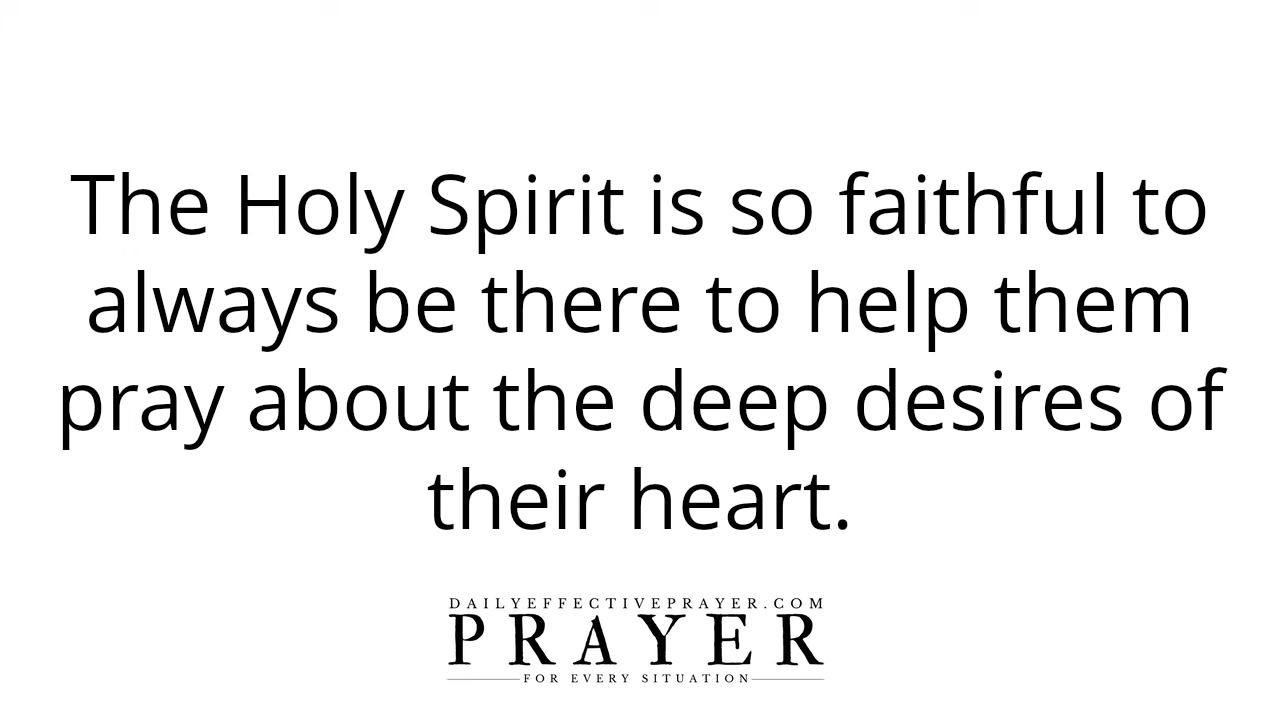 The Holy Spirit is so faithful to
always be there to help them
pray about the deep desires of
their heart.
DAILYEFFECTIVEPRAYER.COM
PRAYER
FOR EVERY SITUATION